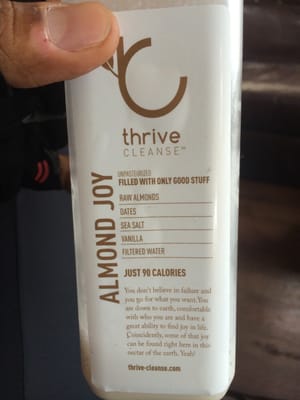 thrive
CLEANSE™
UNPASTEURIZED
FILLED WITH ONLY GOOD STUFF
ALMOND JOY
RAW ALMONDS
DATES
SEA SALT
VANILLA
FILTERED WATER
JUST 90 CALORIES
You don't believe in failure and
you go for what you want. You
are down to earth, comfortable
with who you are and have a
great ability to find joy in life.
Coincidently, some of that joy
can be found right here in this
nectar of the earth. Yeah!
thrive-cleanse.com